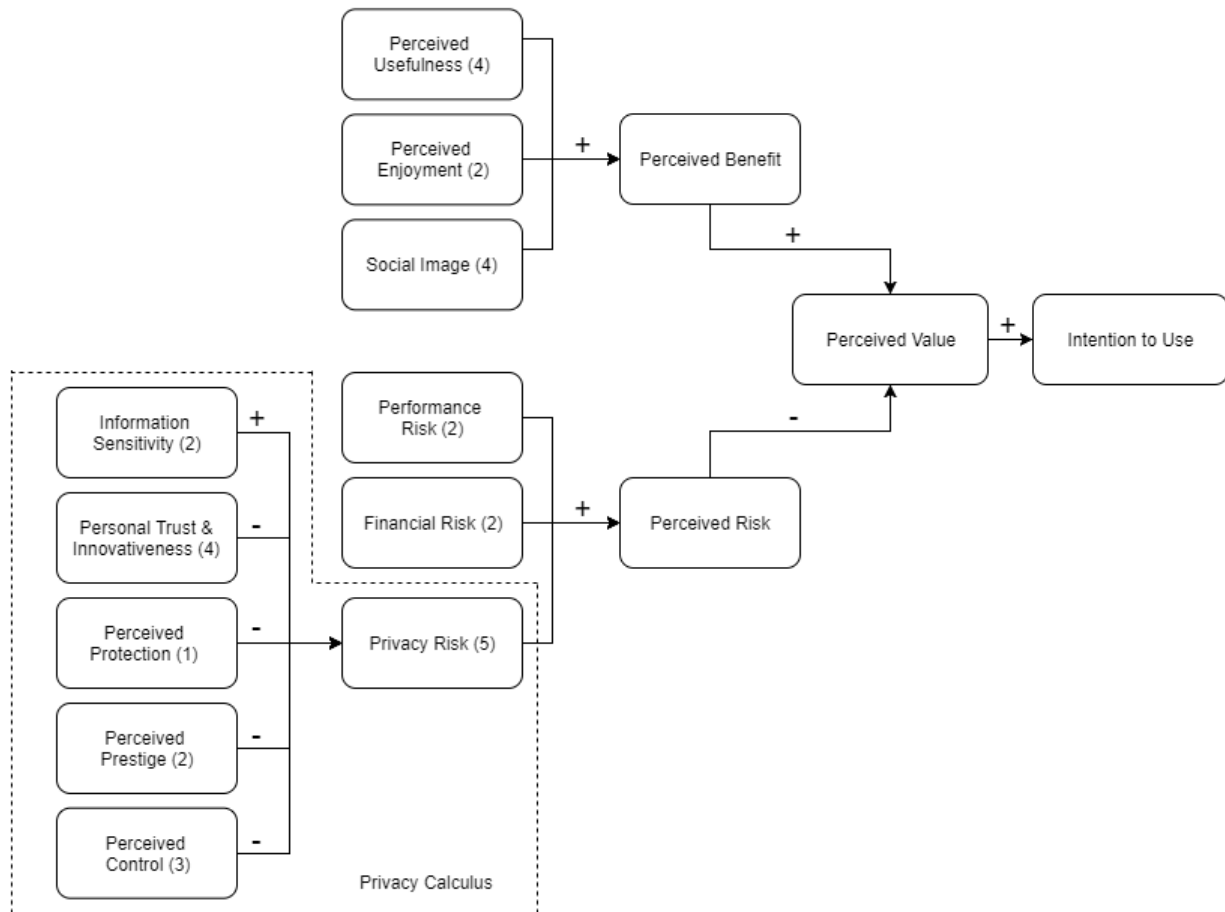 Perceived
Usefulness (4)
Perceived
Enjoyment (2)
Social Image (4)
+
Perceived Benefit
+
Perceived Value
+
Intention to Use
Performance
Risk (2)
Financial Risk (2)
Privacy Risk (5)
+
Perceived Risk
-
Information
Sensitivity (2)
+
Personal Trust &
Innovativeness (4)
-
Perceived
Protection (1)
-
Perceived
Prestige (2)
-
Perceived
Control (3)
-
Privacy Calculus